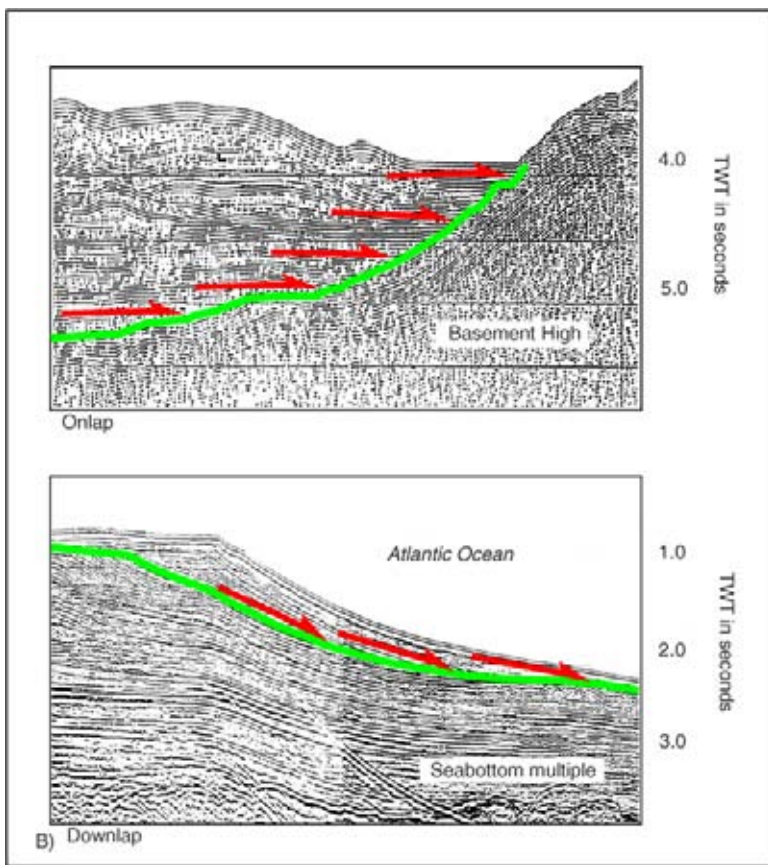 4.0
TWT in seconds
5.0
Basement High
Onlap
Atlantic Ocean
1.0
TWT in seconds
2.0
3.0
Seabottom multiple
B) Downlap